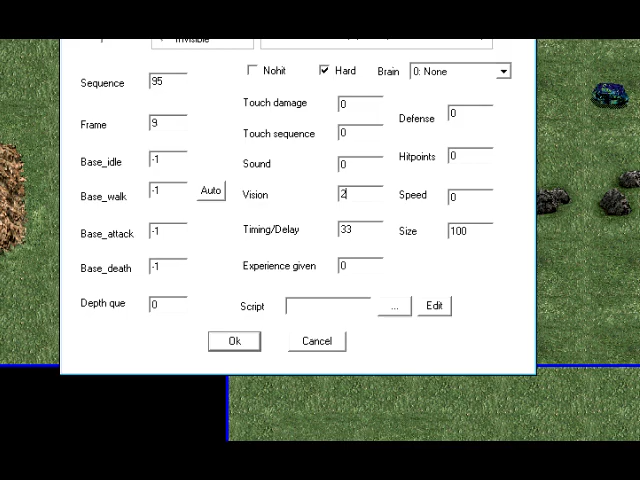 Invisible
Nohit Hard Brain 0: None
Sequence 95
Touch damage 0
Defense 0
Frame 9
Touch sequence 0
Base_idle -1
Sound 0
Hitpoints 0
Base_walk -1 Auto
Vision 2
Speed 0
Base_attack -1
Timing/Delay 33
Size 100
Base_death -1
Experience given 0
Depth que 0
Script ... Edit
Ok Cancel